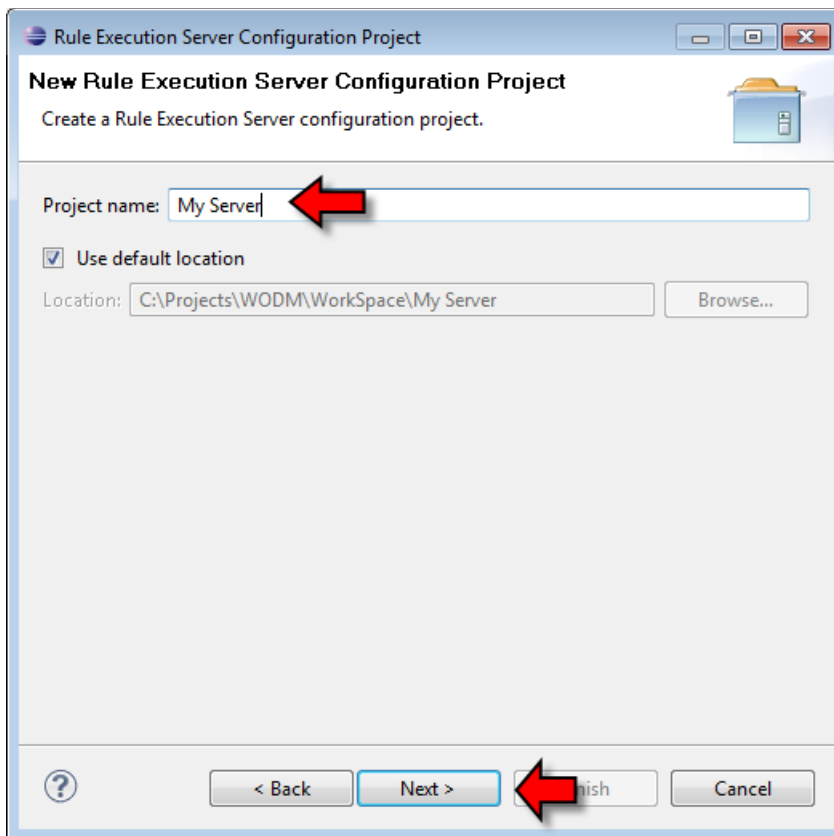 Rule Execution Server Configuration Project
New Rule Execution Server Configuration Project
Create a Rule Execution Server configuration project.
Project name: My Server
Use default location
Location: C:\Projects\WODM\WorkSpace\My Server Browse...
< Back Next > Cancel